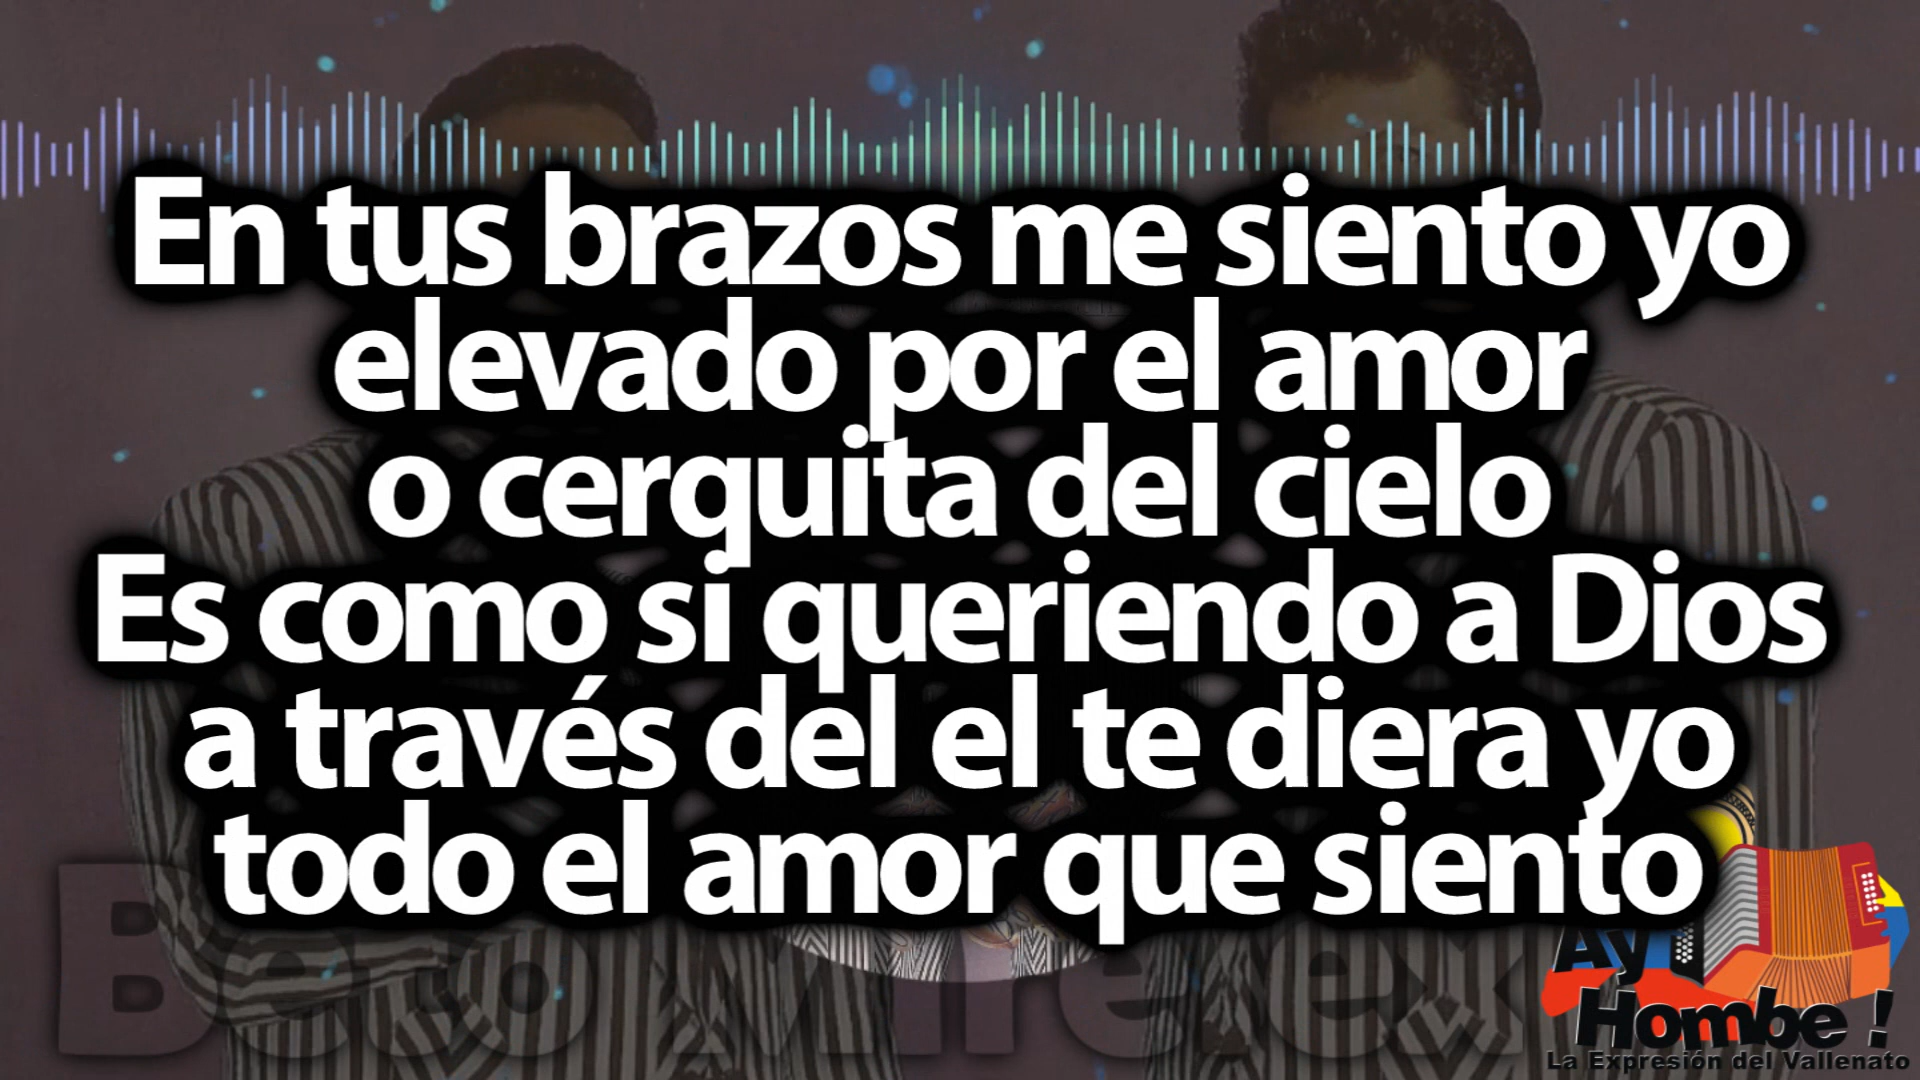 En tus brazos me siento yo
elevado por el amor
o cerquita del cielo
Es como si queriendo a Dios
a través del el te diera yo
todo el amor que siento
Ay
Hombe !
La Expresión del Vallenato